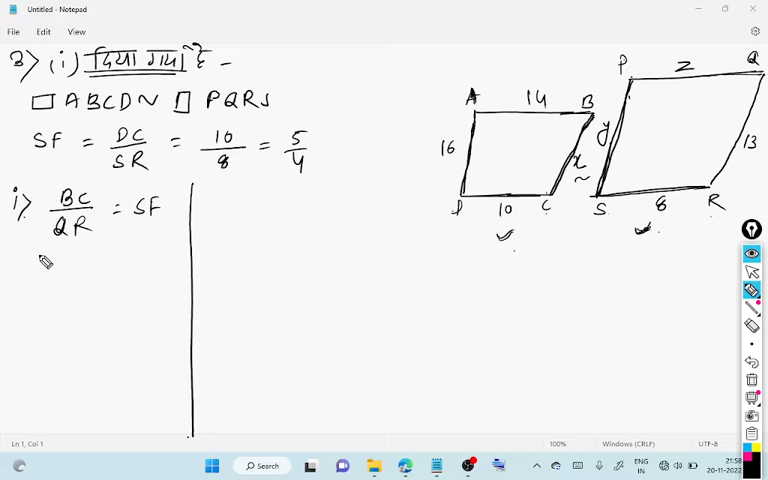 Untitled - Notepad
File Edit View
3> (i) दिया गया है -
□ ABCD ~ □ PQRS
SF = DC/SR = 10/8 = 5/4
i> BC/QR = SF
A 14 B
16
x
D 10 C
P z Q
y
13
S 8 R
Ln 1, Col 1 100% Windows (CRLF) UTF-8
Search
ENG
IN
21:58
20-11-2022